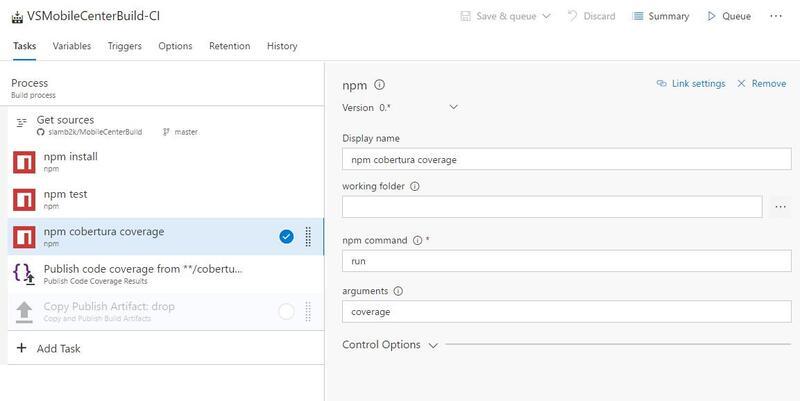 VSMobileCenterBuild-CI
Save & queue
Discard
Summary
Queue
...
Tasks
Variables
Triggers
Options
Retention
History
Process
Build process
Get sources
slamb2k/MobileCenterBuild
master
npm install
npm
npm test
npm
npm cobertura coverage
npm
Publish code coverage from **/cobertu...
Publish Code Coverage Results
Copy Publish Artifact: drop
Copy and Publish Build Artifacts
+ Add Task
npm
Link settings
Remove
Version 0.*
Display name
npm cobertura coverage
working folder
...
npm command *
run
arguments
coverage
Control Options